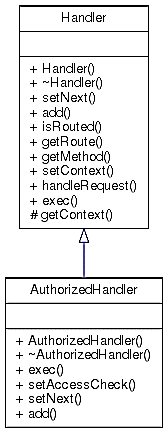 Handler
+ Handler()
+ ~Handler()
+ setNext()
+ add()
+ isRouted()
+ getRoute()
+ getMethod()
+ setContext()
+ handleRequest()
+ exec()
# getContext()
AuthorizedHandler
+ AuthorizedHandler()
+ ~AuthorizedHandler()
+ exec()
+ setAccessCheck()
+ setNext()
+ add()